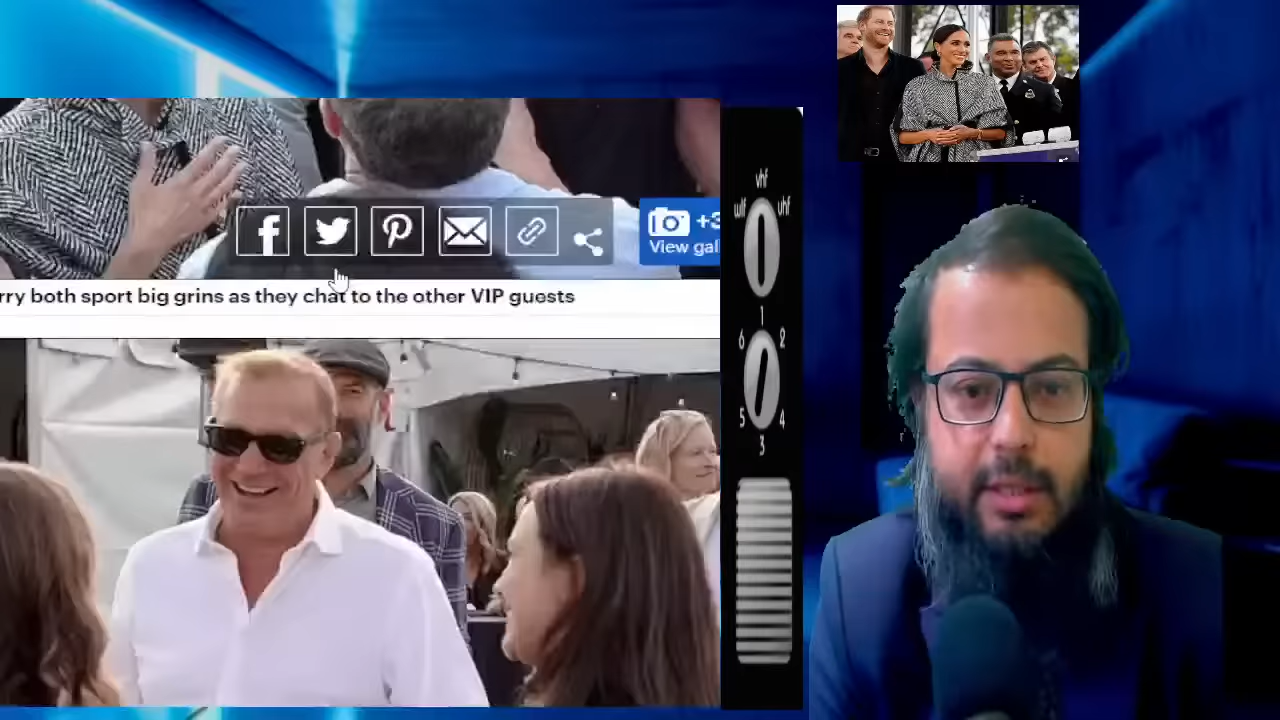 +3
View gal
rry both sport big grins as they chat to the other VIP guests
vhf
vlf uhf
1
6 2
5 4
3